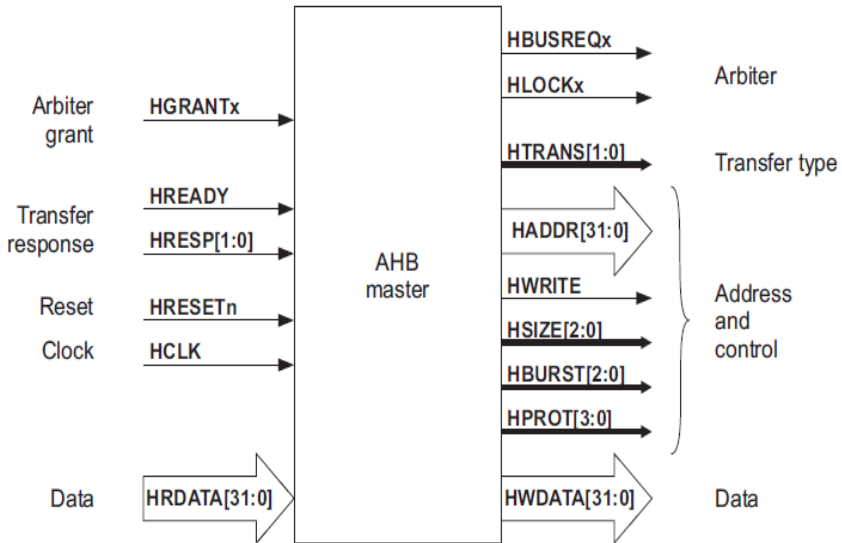 Arbiter
grant
HGRANTx
Transfer
response
HREADY
HRESP[1:0]
Reset
HRESETn
Clock
HCLK
Data
HRDATA[31:0]
AHB
master
HBUSREQx
HLOCKx
Arbiter
HTRANS[1:0]
Transfer type
HADDR[31:0]
HWRITE
HSIZE[2:0]
HBURST[2:0]
HPROT[3:0]
Address
and
control
HWDATA[31:0]
Data